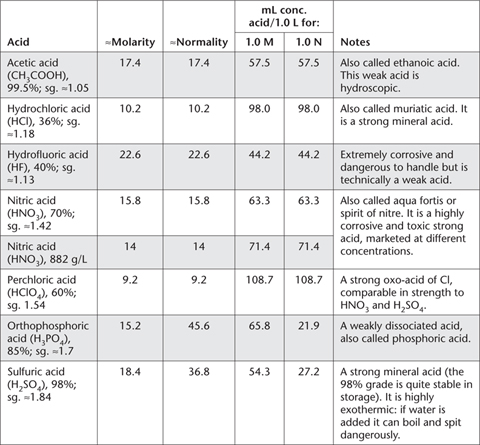 mL conc.
acid/1.0 L for:
Acid ≈Molarity ≈Normality 1.0 M 1.0 N Notes
Acetic acid 17.4 17.4 57.5 57.5 Also called ethanoic acid.
(CH3COOH), This weak acid is
99.5%; sg. ≈1.05 hydroscopic.
Hydrochloric acid 10.2 10.2 98.0 98.0 Also called muriatic acid. It
(HCl), 36%; sg. is a strong mineral acid.
≈1.18
Hydrofluoric acid 22.6 22.6 44.2 44.2 Extremely corrosive and
(HF), 40%; sg. dangerous to handle but is
≈1.13 technically a weak acid.
Nitric acid 15.8 15.8 63.3 63.3 Also called aqua fortis or
(HNO3), 70%; spirit of nitre. It is a highly
sg. ≈1.42 corrosive and toxic strong
Nitric acid 14 14 71.4 71.4 acid, marketed at different
(HNO3), 882 g/L concentrations.
Perchloric acid 9.2 9.2 108.7 108.7 A strong oxo-acid of Cl,
(HClO4), 60%; comparable in strength to
sg. 1.54 HNO3 and H2SO4.
Orthophosphoric 15.2 45.6 65.8 21.9 A weakly dissociated acid,
acid (H3PO4), also called phosphoric acid.
85%; sg. ≈1.7
Sulfuric acid 18.4 36.8 54.3 27.2 A strong mineral acid (the
(H2SO4), 98%; 98% grade is quite stable in
sg. ≈1.84 storage). It is highly
exothermic: if water is
added it can boil and spit
dangerously.